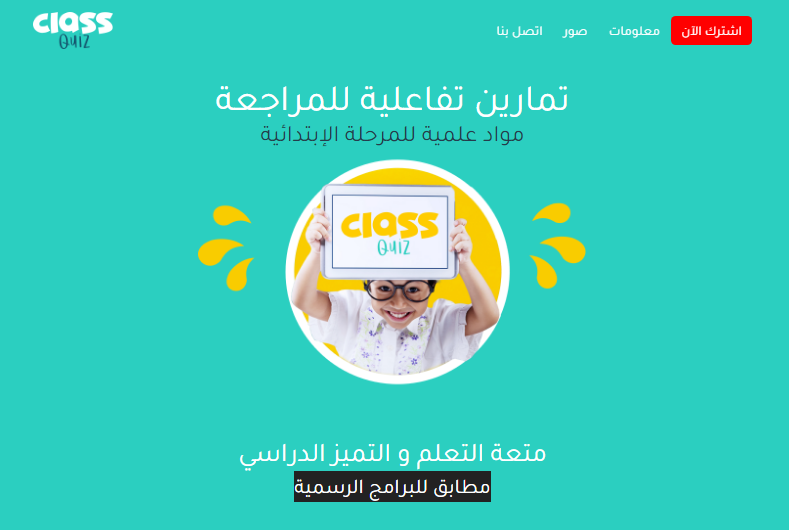 class
Quiz
اشترك الآن
معلومات
صور
اتصل بنا
تمارين تفاعلية للمراجعة
مواد علمية للمرحلة الإبتدائية
class
Quiz
متعة التعلم و التميز الدراسي
مطابق للبرامج الرسمية